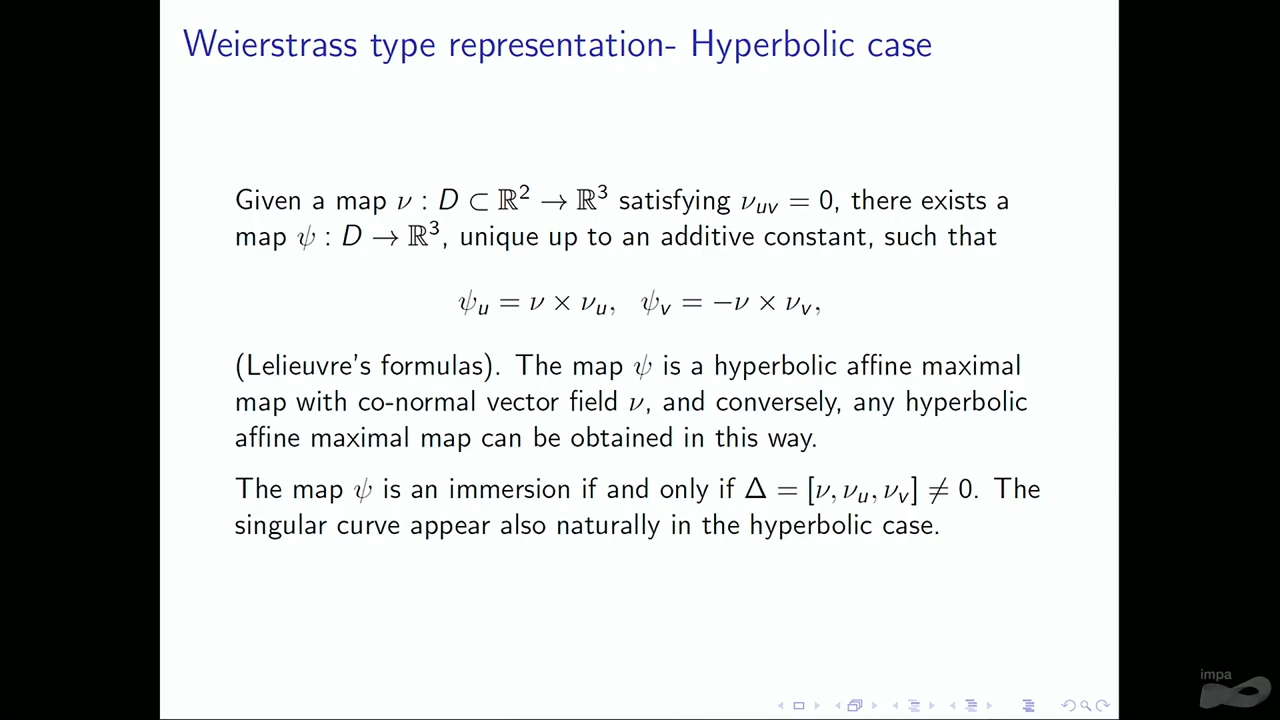 Weierstrass type representation- Hyperbolic case
Given a map ν : D ⊂ ℝ² → ℝ³ satisfying ν_{uv} = 0, there exists a
map ψ : D → ℝ³, unique up to an additive constant, such that
ψ_u = ν × ν_u, ψ_v = −ν × ν_v,
(Lelieuvre's formulas). The map ψ is a hyperbolic affine maximal
map with co-normal vector field ν, and conversely, any hyperbolic
affine maximal map can be obtained in this way.
The map ψ is an immersion if and only if Δ = [ν, ν_u, ν_v] ≠ 0. The
singular curve appear also naturally in the hyperbolic case.
impa